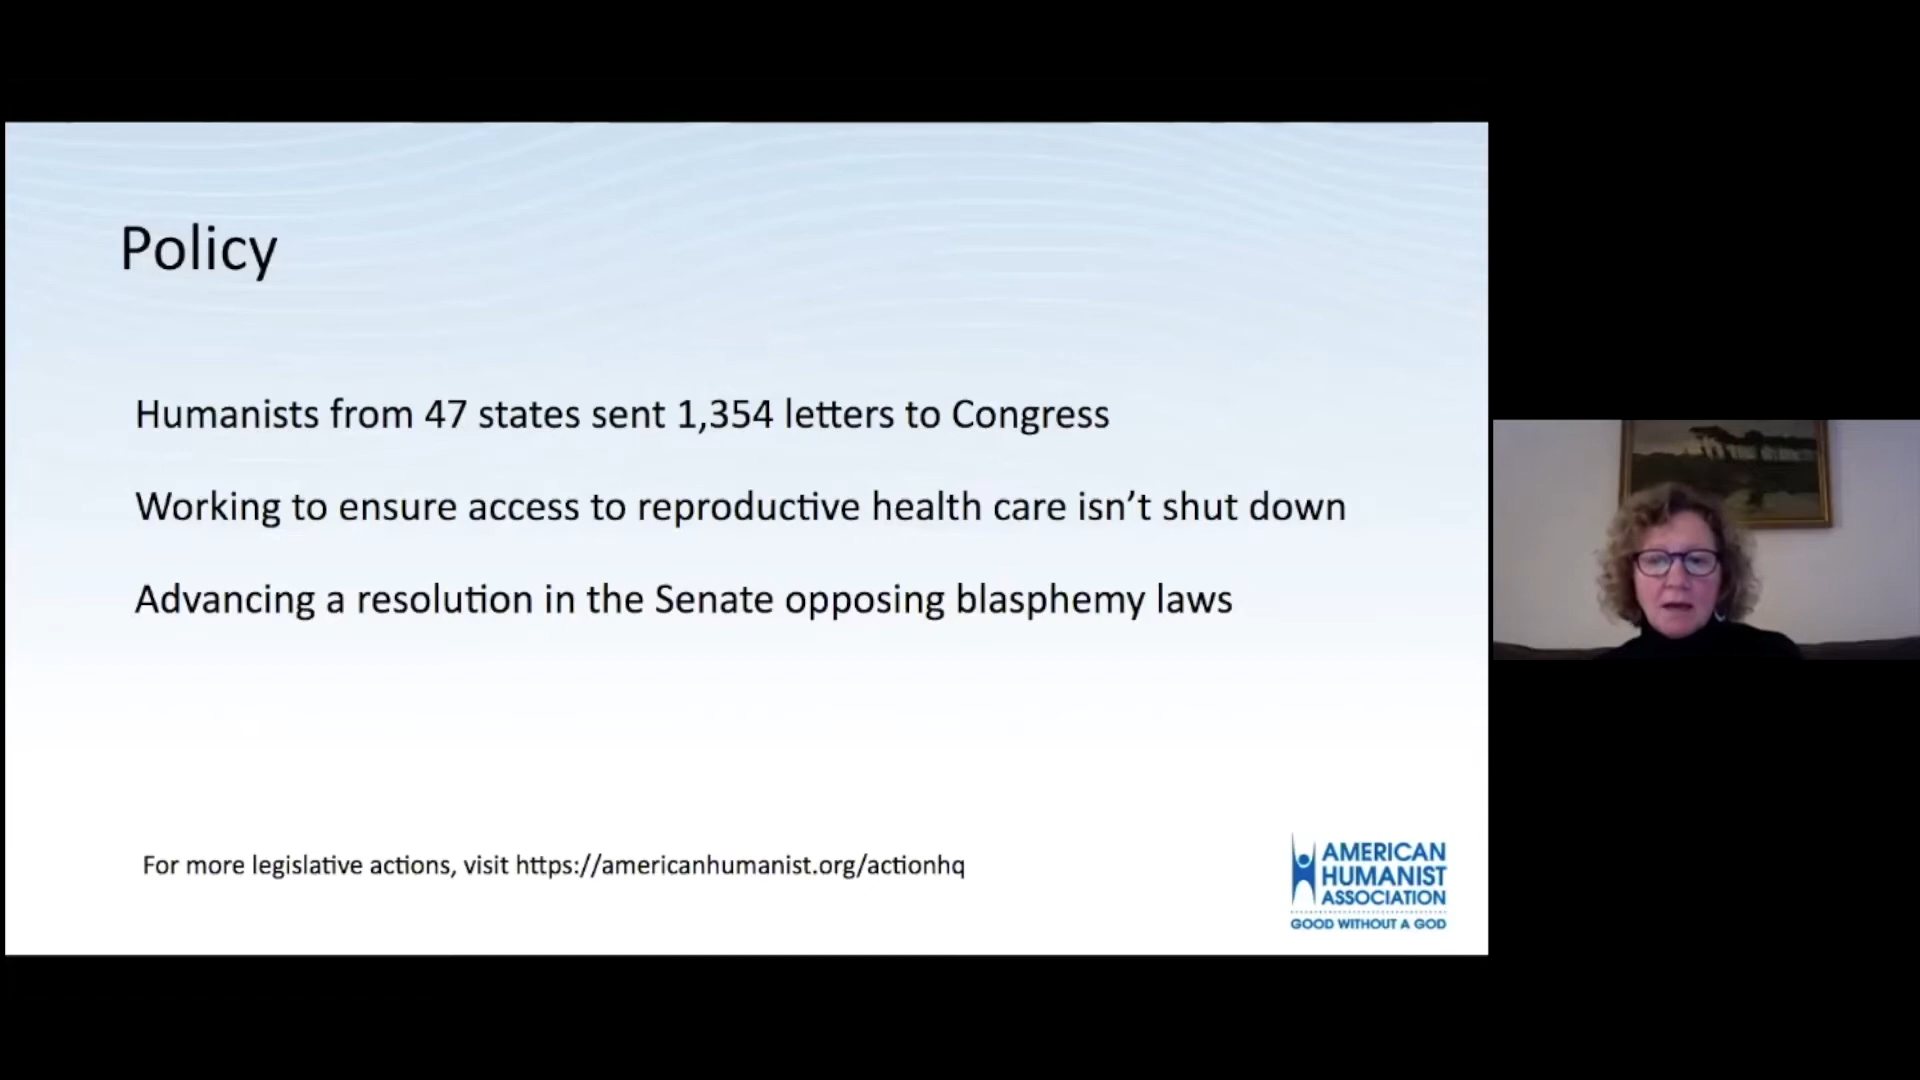 Policy
Humanists from 47 states sent 1,354 letters to Congress
Working to ensure access to reproductive health care isn’t shut down
Advancing a resolution in the Senate opposing blasphemy laws
For more legislative actions, visit https://americanhumanist.org/actionhq
AMERICAN
HUMANIST
ASSOCIATION
GOOD WITHOUT A GOD